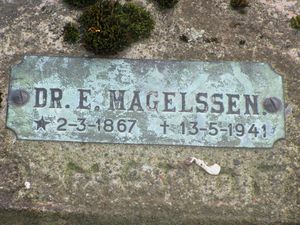 DR. E. MAGELSSEN
★ 2-3-1867 ✝ 13-5-1941